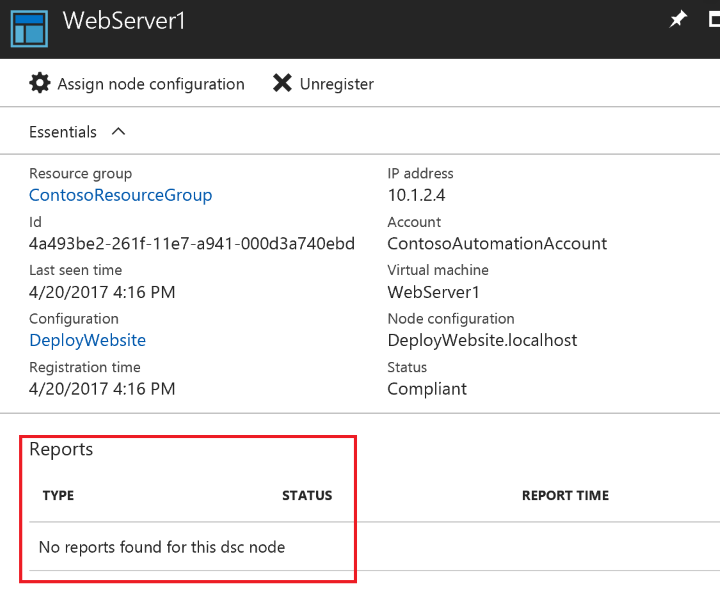 WebServer1
Assign node configuration Unregister
Essentials
Resource group IP address
ContosoResourceGroup 10.1.2.4
Id Account
4a493be2-261f-11e7-a941-000d3a740ebd ContosoAutomationAccount
Last seen time Virtual machine
4/20/2017 4:16 PM WebServer1
Configuration Node configuration
DeployWebsite DeployWebsite.localhost
Registration time Status
4/20/2017 4:16 PM Compliant
Reports
TYPE STATUS REPORT TIME
No reports found for this dsc node